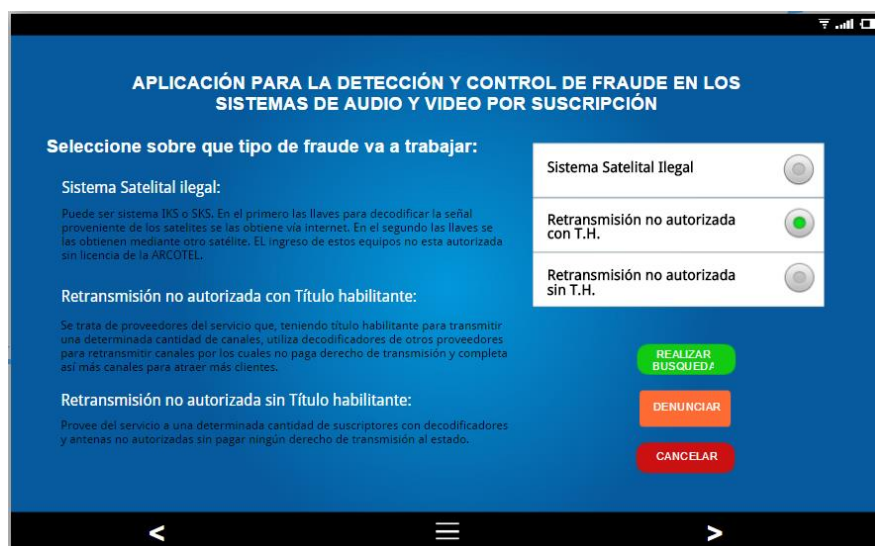 APLICACIÓN PARA LA DETECCIÓN Y CONTROL DE FRAUDE EN LOS
SISTEMAS DE AUDIO Y VIDEO POR SUSCRIPCIÓN
Seleccione sobre que tipo de fraude va a trabajar:
Sistema Satelital ilegal:
Puede ser sistema IKS o SKS. En el primero las llaves para decodificar la señal
proveniente de los satelites se las obtiene vía internet. En el segundo las llaves se
las obtienen mediante otro satélite. EL ingreso de estos equipos no esta autorizada
sin licencia de la ARCOTEL.
Retransmisión no autorizada con Título habilitante:
Se trata de proveedores del servicio que, teniendo título habilitante para transmitir
una determinada cantidad de canales, utiliza decodificadores de otros proveedores
para retransmitir canales por los cuales no paga derecho de transmisión y completa
así más canales para atraer más clientes.
Retransmisión no autorizada sin Título habilitante:
Provee del servicio a una determinada cantidad de suscriptores con decodificadores
y antenas no autorizadas sin pagar ningún derecho de transmisión al estado.
Sistema Satelital Ilegal
Retransmisión no autorizada
con T.H.
Retransmisión no autorizada
sin T.H.
REALIZAR
BUSQUEDA
DENUNCIAR
CANCELAR